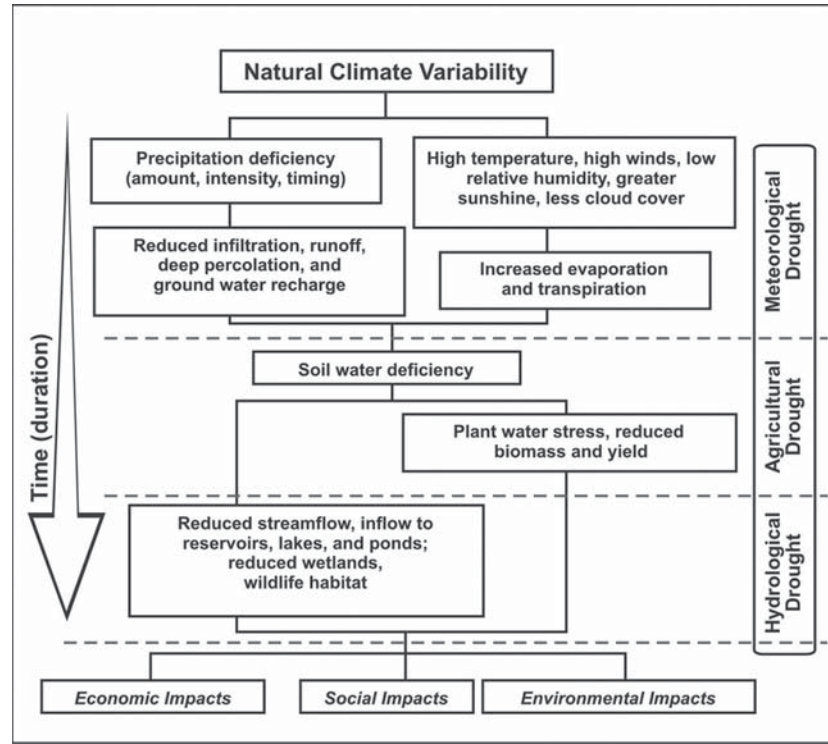 Natural Climate Variability
Precipitation deficiency
(amount, intensity, timing)
High temperature, high winds, low
relative humidity, greater
sunshine, less cloud cover
Reduced infiltration, runoff,
deep percolation, and
ground water recharge
Increased evaporation
and transpiration
Meteorological
Drought
Soil water deficiency
Plant water stress, reduced
biomass and yield
Agricultural
Drought
Time (duration)
Reduced streamflow, inflow to
reservoirs, lakes, and ponds;
reduced wetlands,
wildlife habitat
Hydrological
Drought
Economic Impacts
Social Impacts
Environmental Impacts